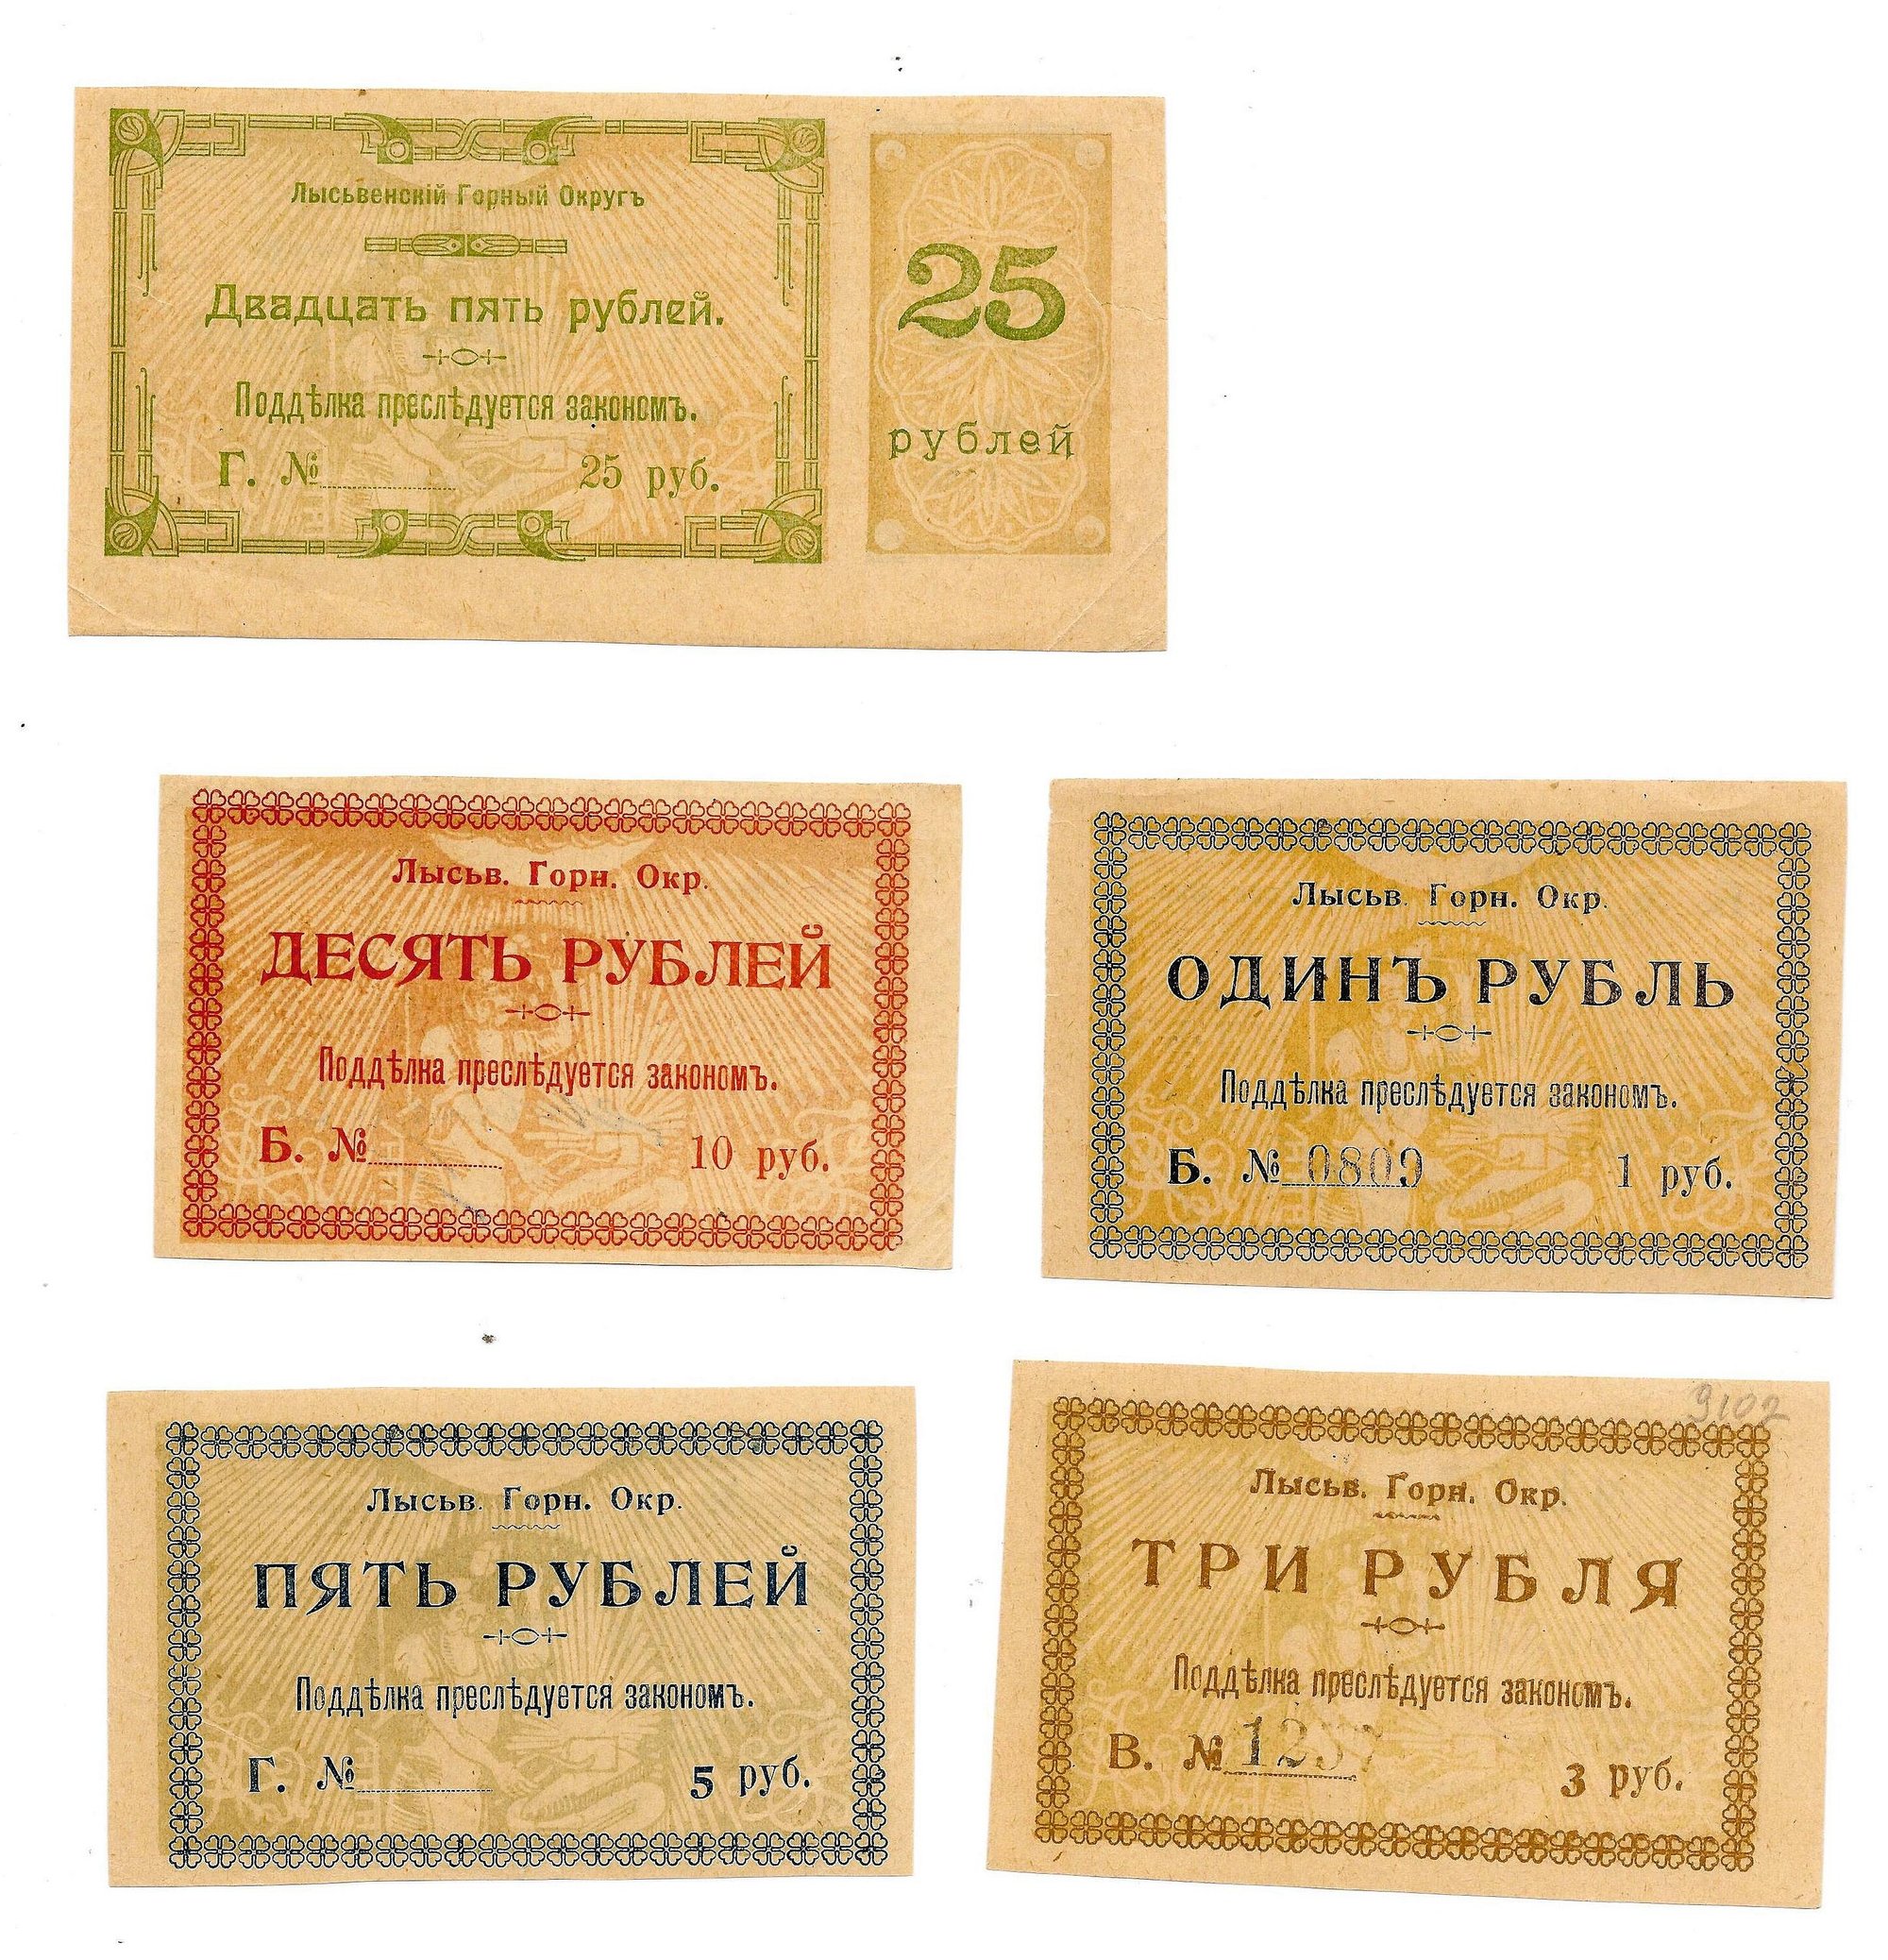 Лысьвенскій Горный Округъ
Двадцать пять рублей.
Поддѣлка преслѣдуется закономъ.
Г. № 25 руб.
25
рублей
Лысьв. Горн. Окр.
ДЕСЯТЬ РУБЛЕЙ
Поддѣлка преслѣдуется закономъ.
Б. № 10 руб.
Лысьв. Горн. Окр.
ОДИНЪ РУБЛЬ
Поддѣлка преслѣдуется закономъ.
Б. № 0809 1 руб.
Лысьв. Горн. Окр.
ПЯТЬ РУБЛЕЙ
Поддѣлка преслѣдуется закономъ.
Г. № 5 руб.
9102
Лысьв. Горн. Окр.
ТРИ РУБЛЯ
Поддѣлка преслѣдуется закономъ.
В. № 3 руб.